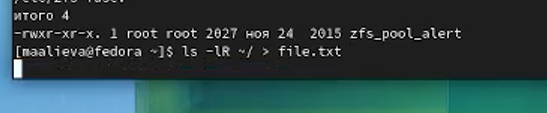 итого 4
-rwxr-xr-x. 1 root root 2027 ноя 24  2015 zfs_pool_alert
[maalieva@fedora ~]$ ls -lR ~/ > file.txt